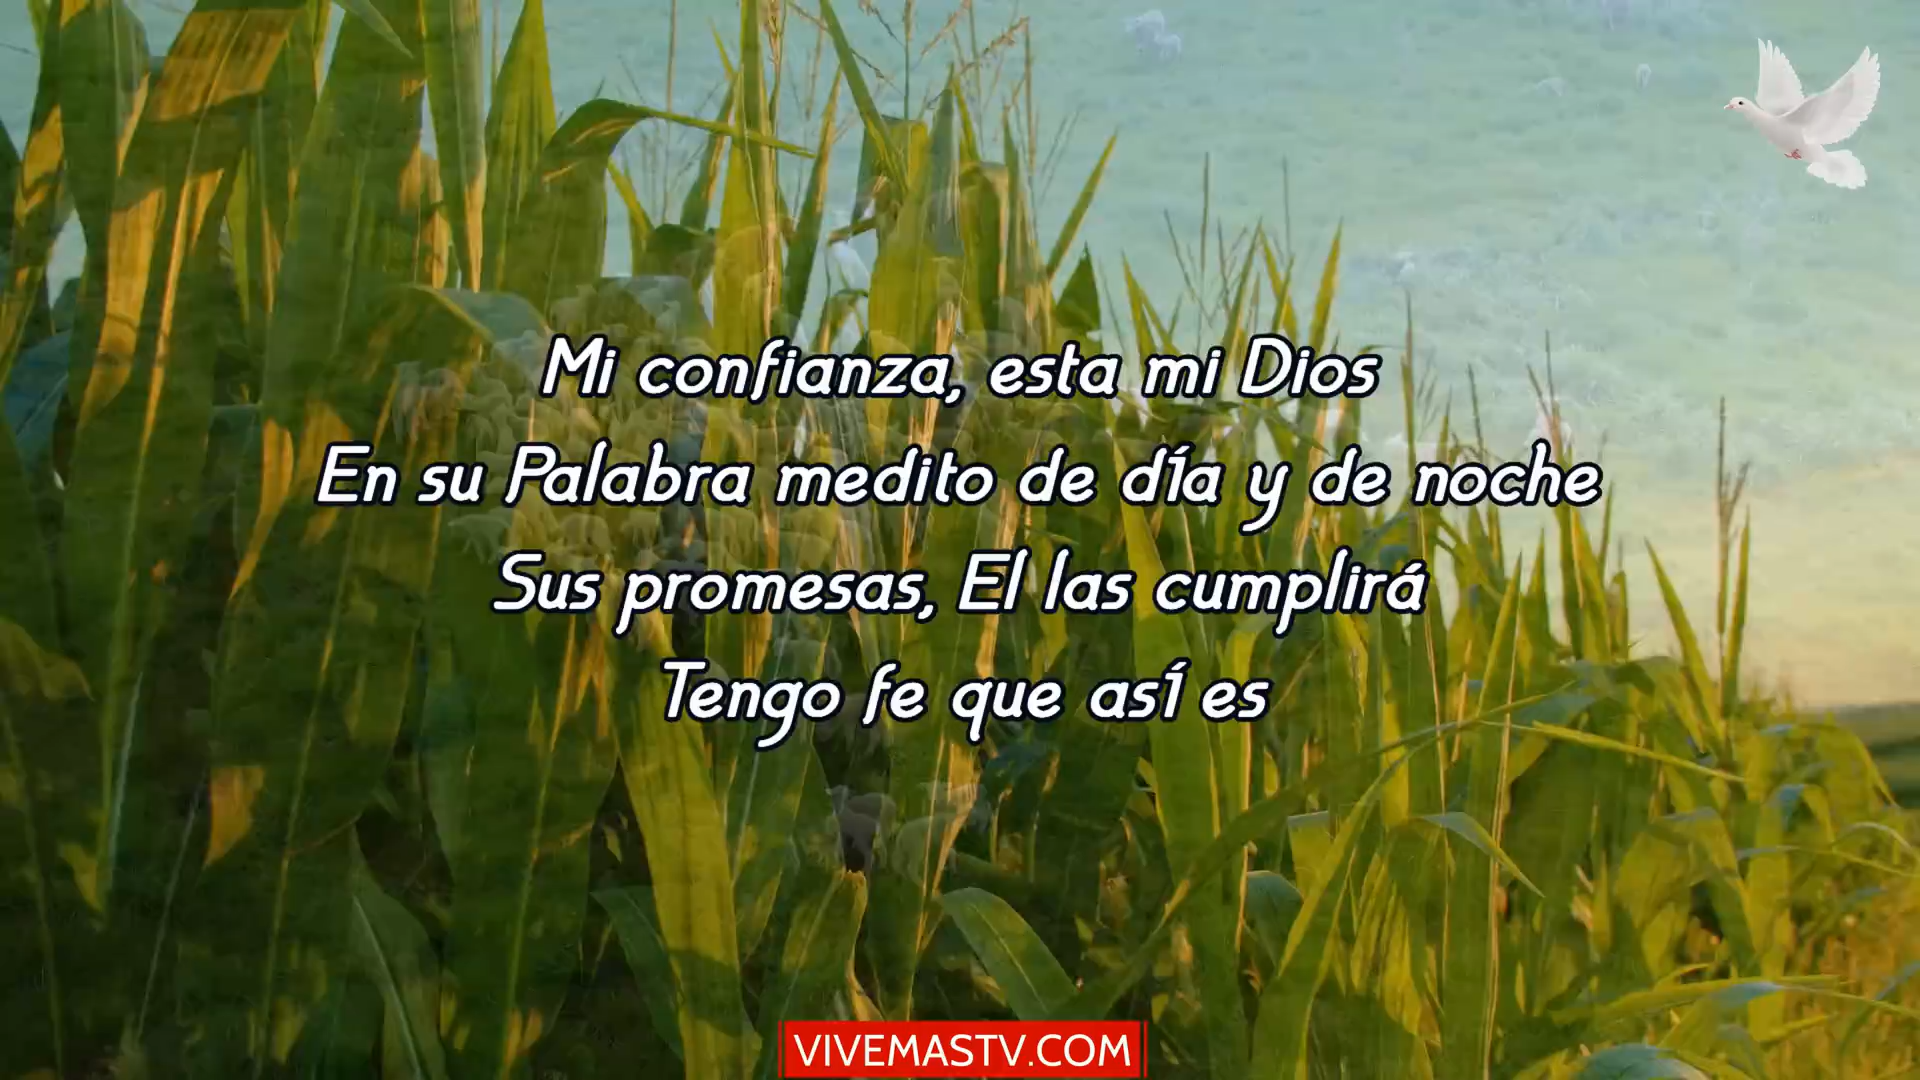 Mi confianza, esta mi Dios
En su Palabra medito de día y de noche
Sus promesas, El las cumplirá
Tengo fe que así es
VIVEMASTV.COM